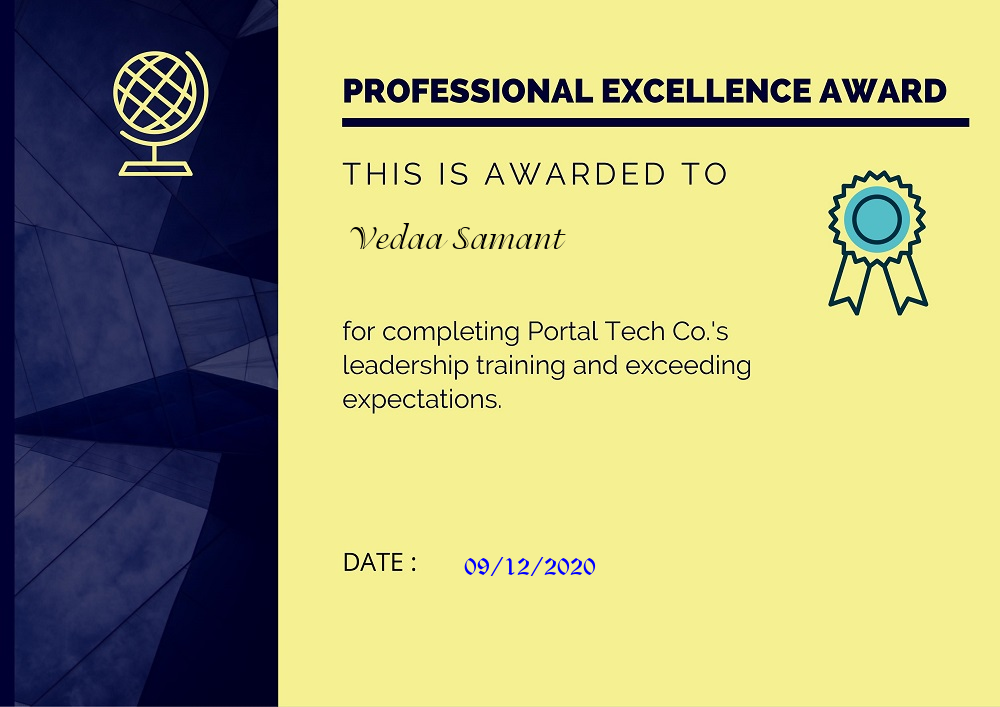 PROFESSIONAL EXCELLENCE AWARD
THIS IS AWARDED TO
Vedaa Samant
for completing Portal Tech Co.'s
leadership training and exceeding
expectations.
DATE : 09/12/2020